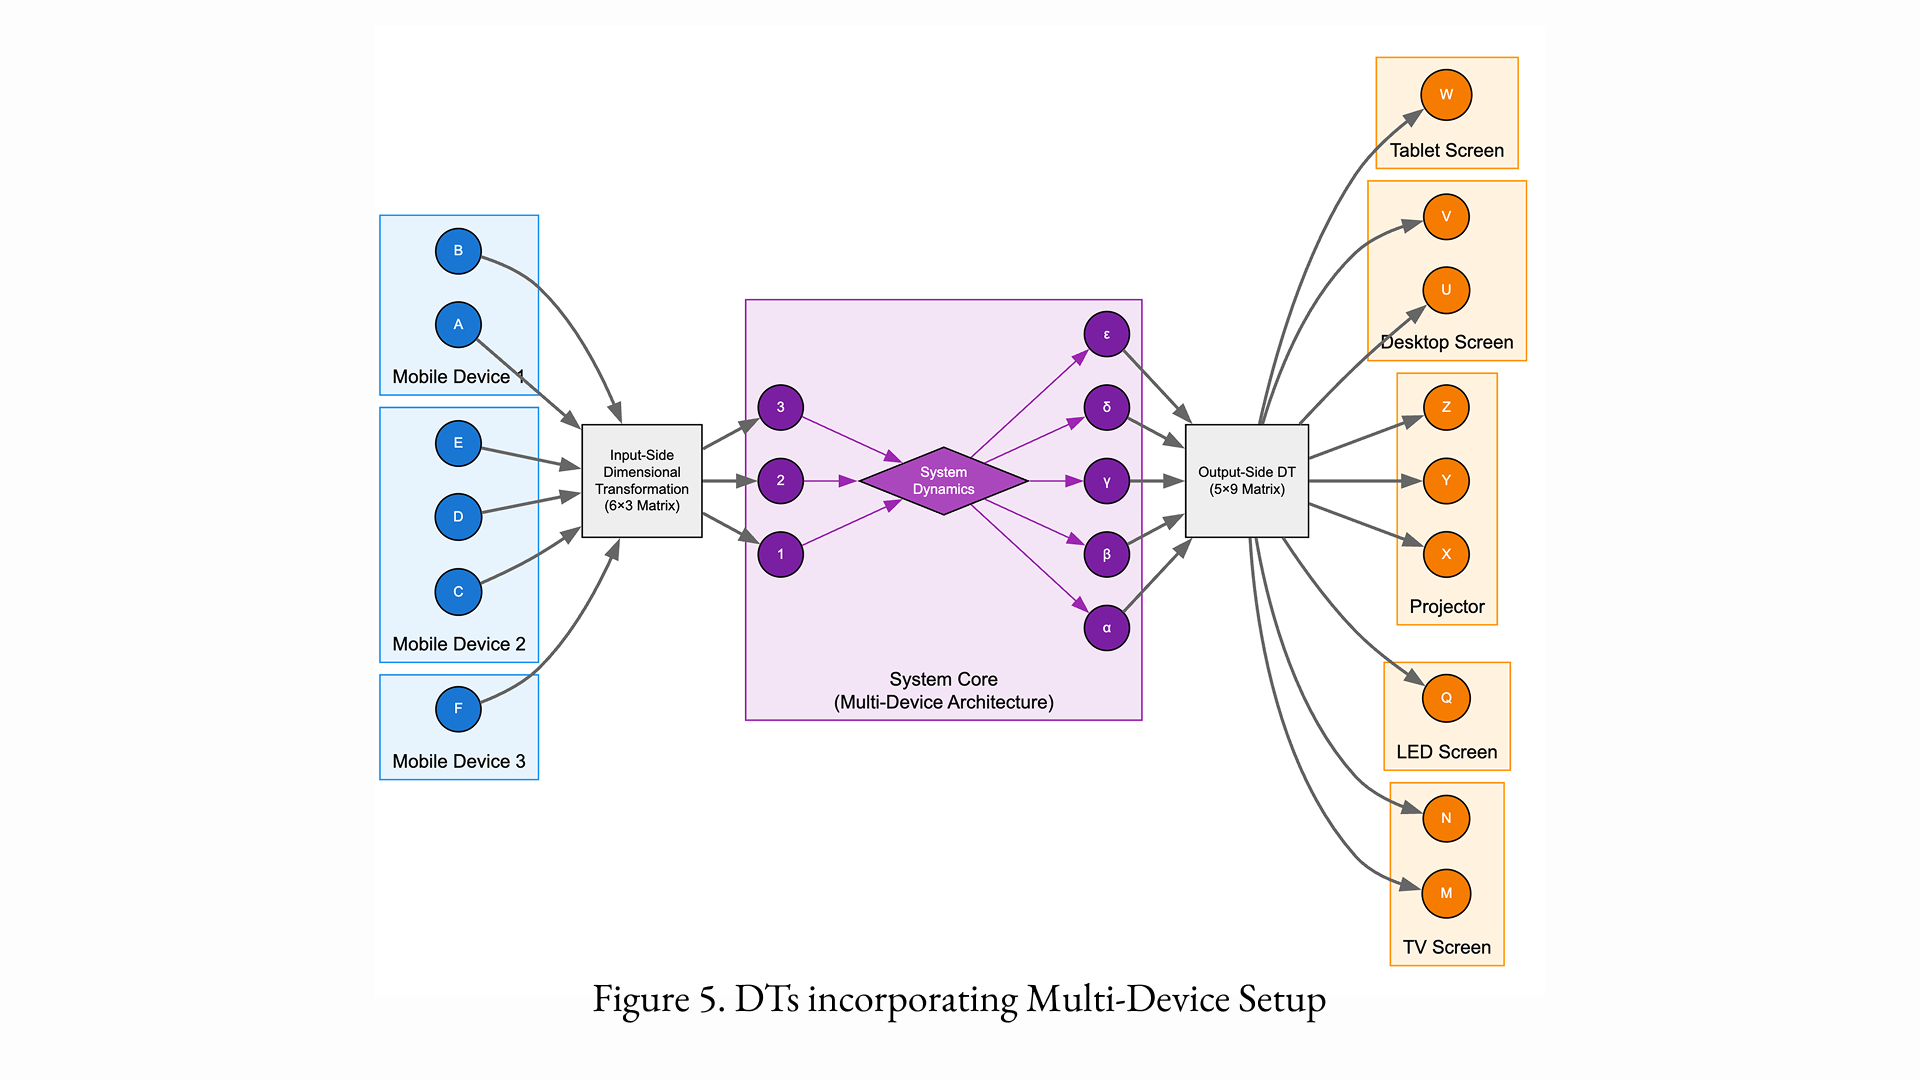 B
A
Mobile Device 1
E
D
C
Mobile Device 2
F
Mobile Device 3
Input-Side
Dimensional
Transformation
(6×3 Matrix)
3
2
1
System
Dynamics
ε
δ
γ
β
α
System Core
(Multi-Device Architecture)
Output-Side DT
(5×9 Matrix)
W
Tablet Screen
V
U
Desktop Screen
Z
Y
X
Projector
Q
LED Screen
N
M
TV Screen
Figure 5. DTs incorporating Multi-Device Setup